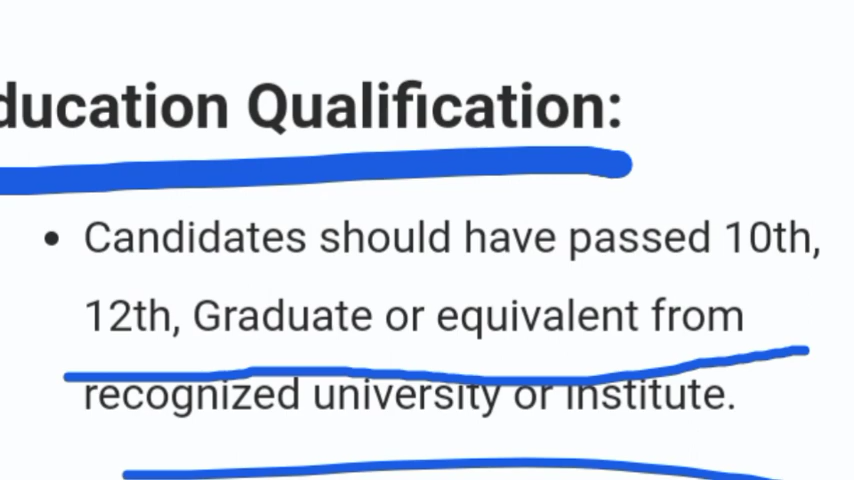 ducation Qualification:
• Candidates should have passed 10th,
12th, Graduate or equivalent from
recognized university or institute.